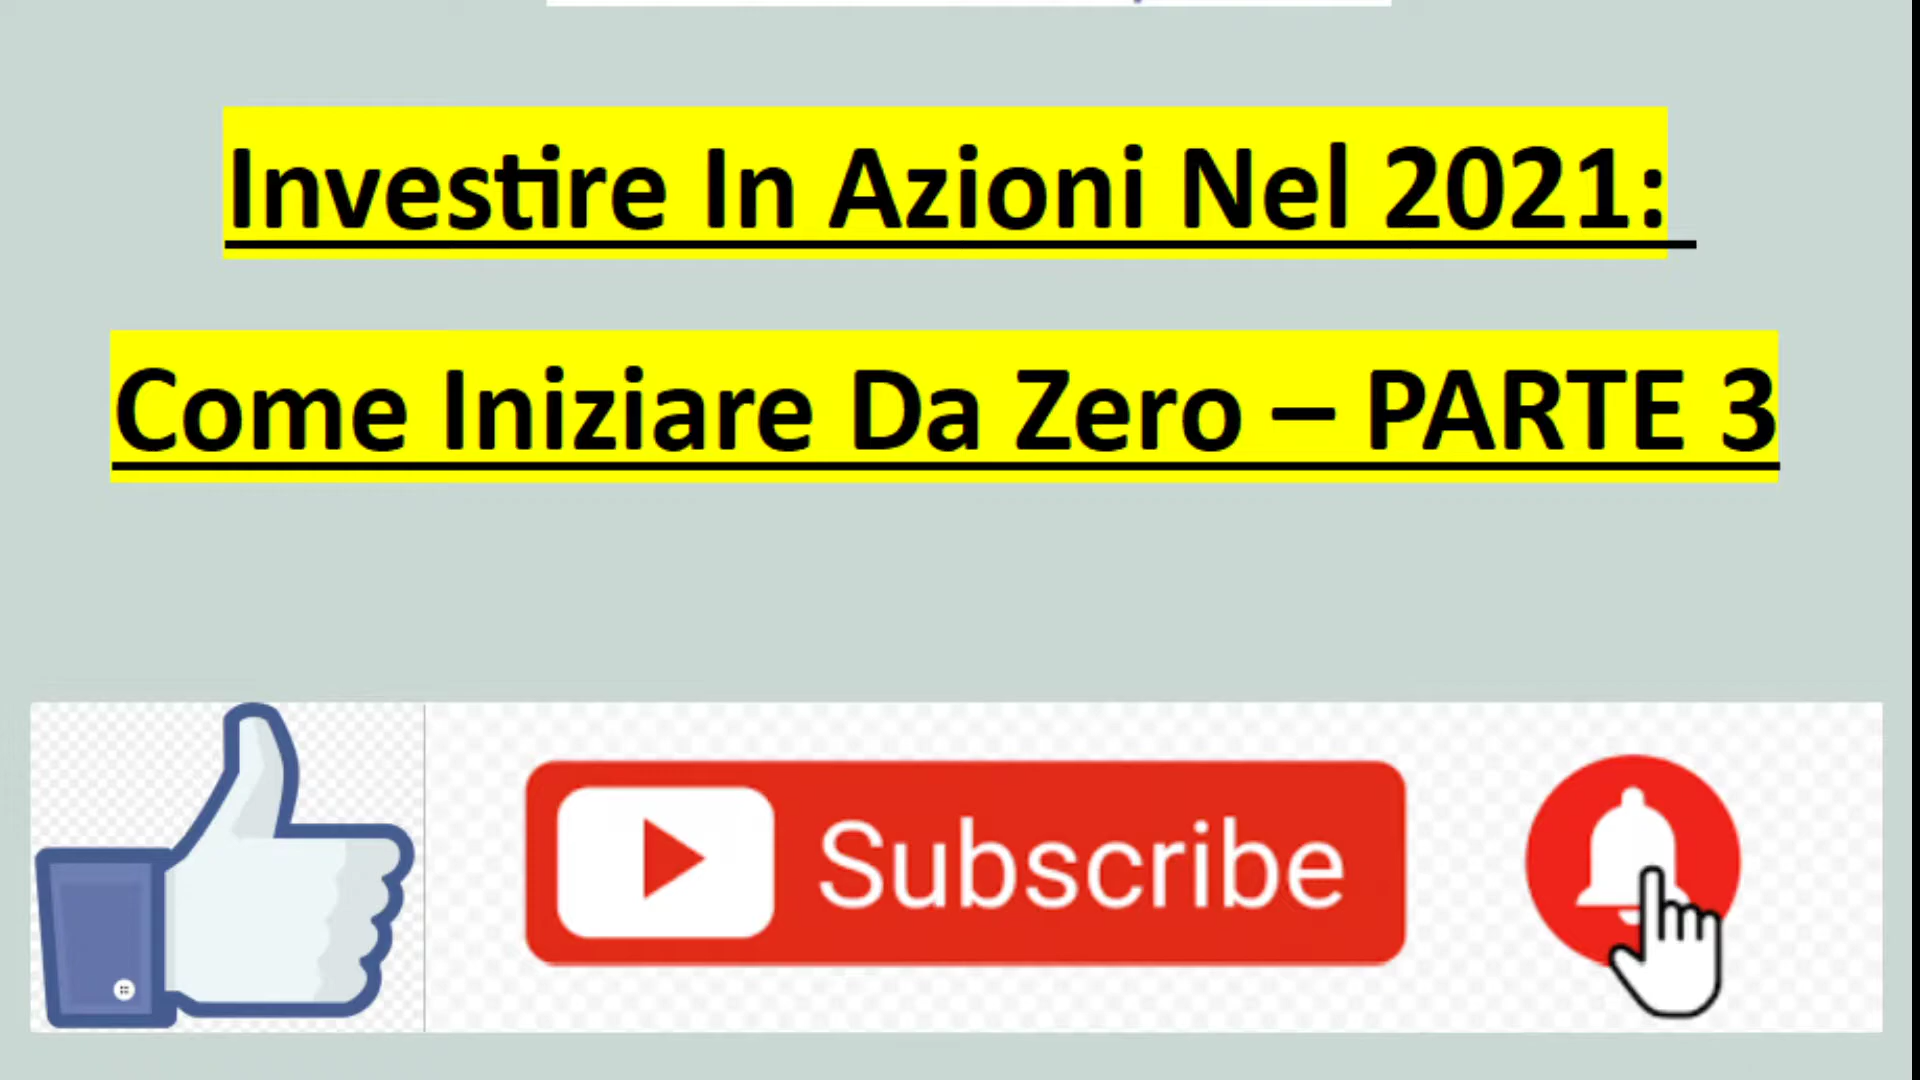 Investire In Azioni Nel 2021:
Come Iniziare Da Zero – PARTE 3
Subscribe